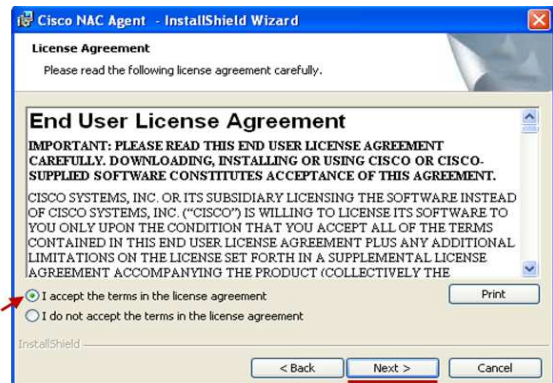 Cisco NAC Agent - InstallShield Wizard
License Agreement
Please read the following license agreement carefully.
End User License Agreement
IMPORTANT: PLEASE READ THIS END USER LICENSE AGREEMENT
CAREFULLY. DOWNLOADING, INSTALLING OR USING CISCO OR CISCO-
SUPPLIED SOFTWARE CONSTITUTES ACCEPTANCE OF THIS AGREEMENT.
CISCO SYSTEMS, INC. OR ITS SUBSIDIARY LICENSING THE SOFTWARE INSTEAD
OF CISCO SYSTEMS, INC. ("CISCO") IS WILLING TO LICENSE ITS SOFTWARE TO
YOU ONLY UPON THE CONDITION THAT YOU ACCEPT ALL OF THE TERMS
CONTAINED IN THIS END USER LICENSE AGREEMENT PLUS ANY ADDITIONAL
LIMITATIONS ON THE LICENSE SET FORTH IN A SUPPLEMENTAL LICENSE
AGREEMENT ACCOMPANYING THE PRODUCT (COLLECTIVELY THE
I accept the terms in the license agreement
Print
I do not accept the terms in the license agreement
InstallShield
< Back
Next >
Cancel